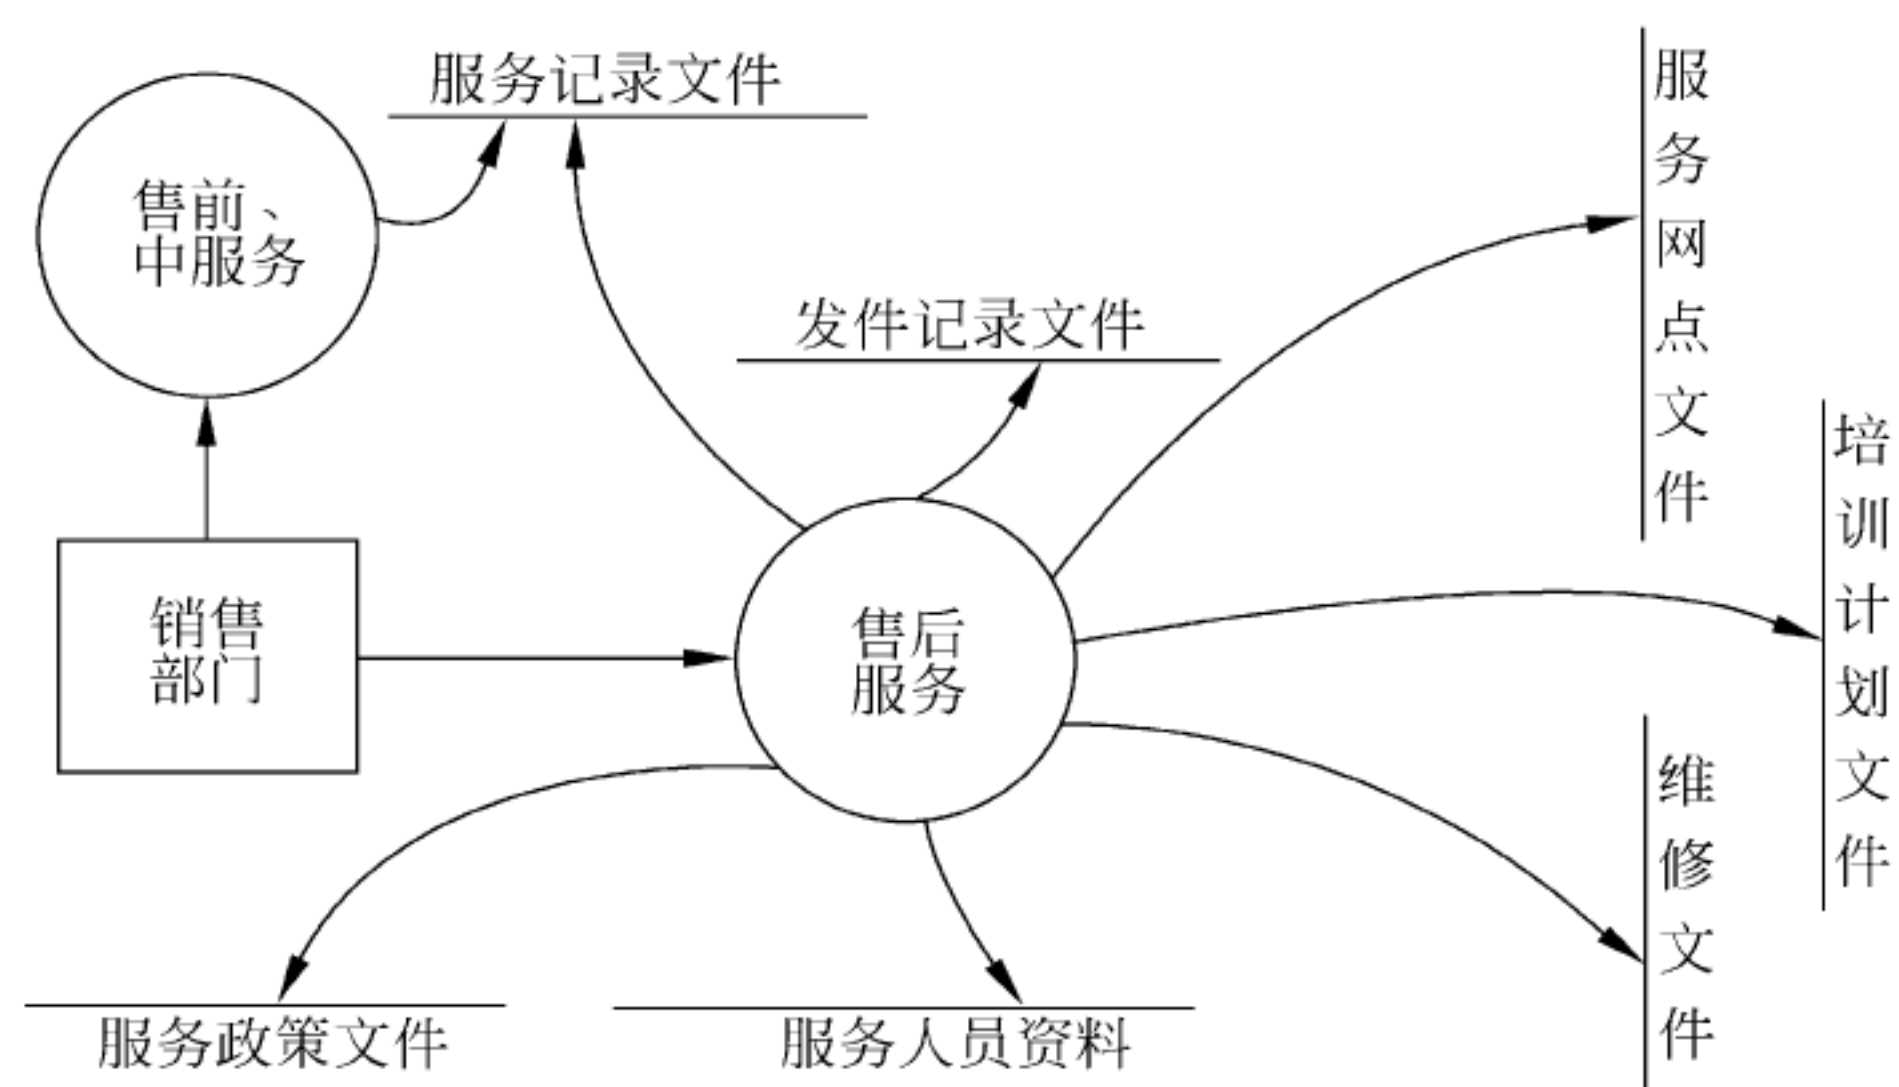 服务记录文件
售前、
中服务
发件记录文件
服务网点文件
培训计划文件
销售
部门
售后
服务
维修文件
服务政策文件
服务人员资料